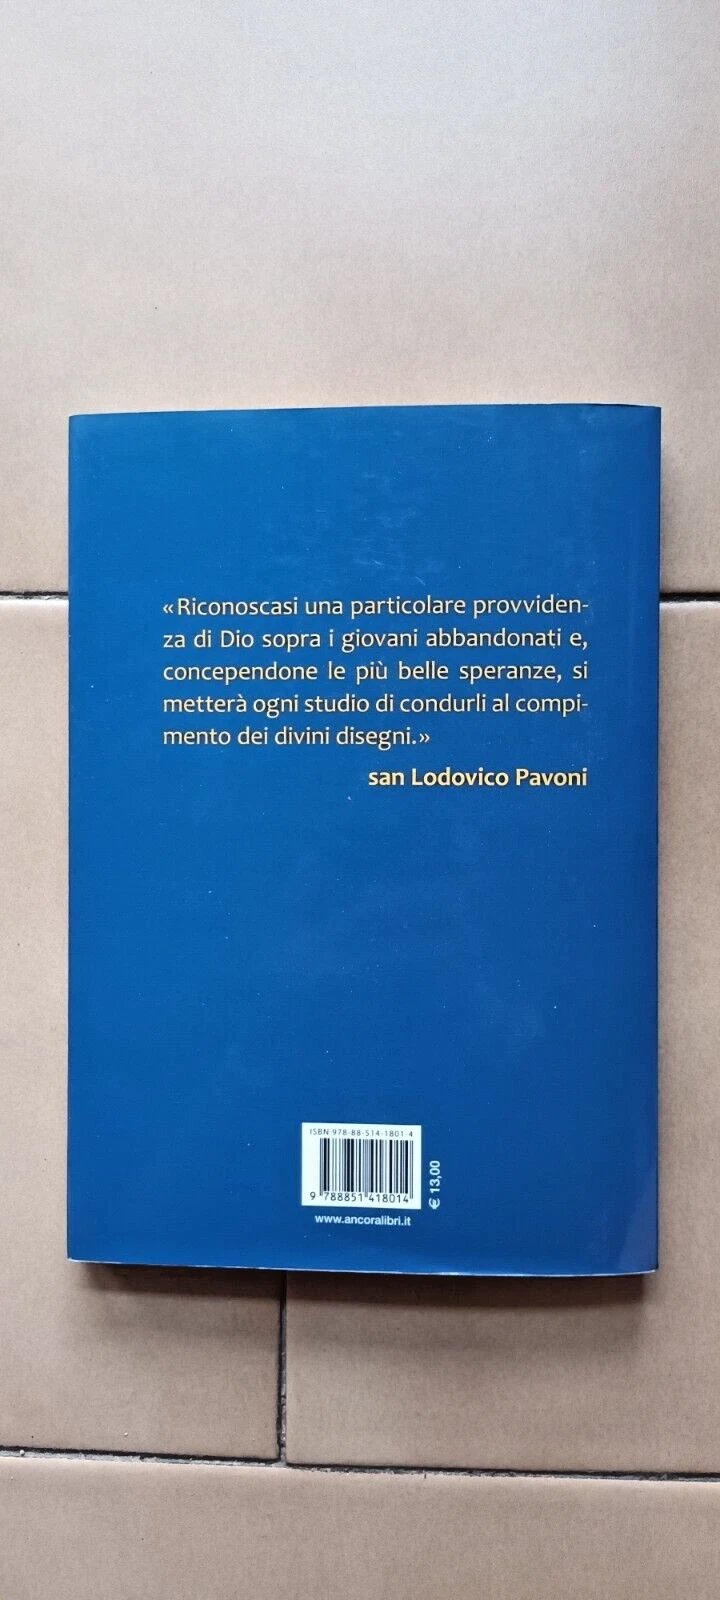 «Riconoscasi una particolare provviden-
za di Dio sopra i giovani abbandonati e,
concependone le più belle speranze, si
metterà ogni studio di condurli al compi-
mento dei divini disegni.»
san Lodovico Pavoni
ISBN 978-88-514-1801-4
9 788851 418014
€ 13,00
www.ancoralibri.it